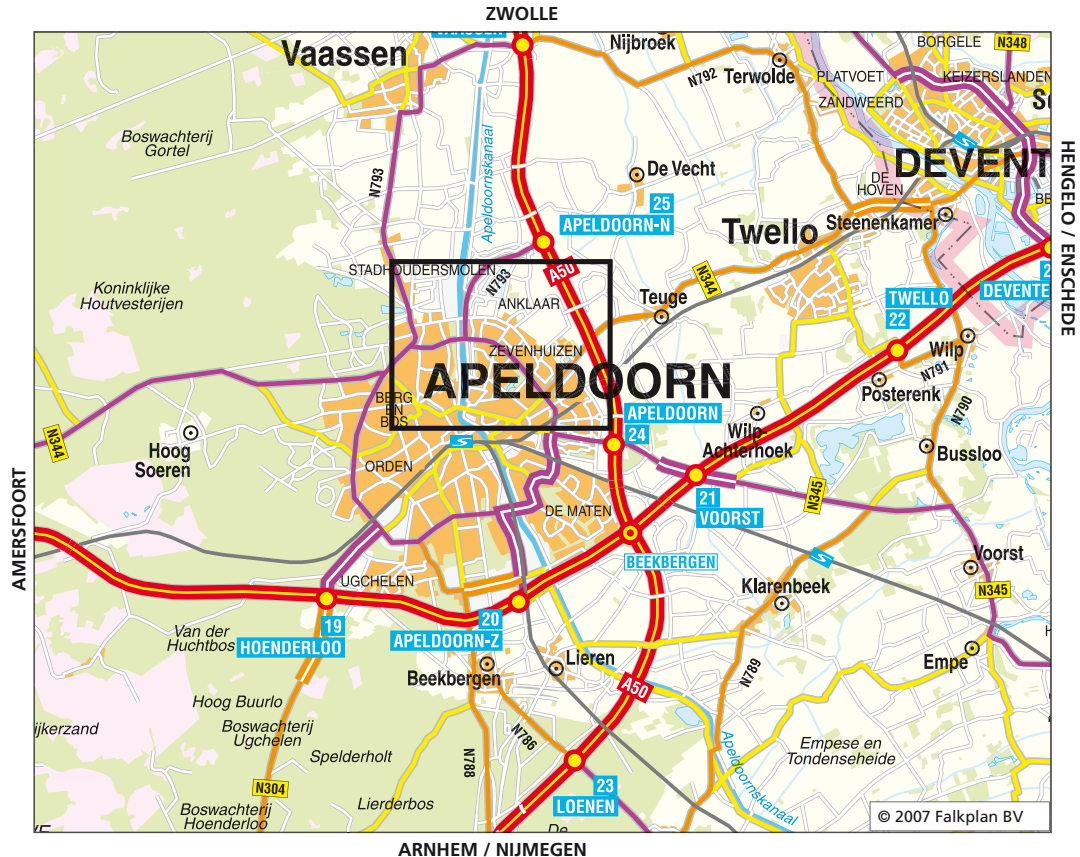 ZWOLLE
VAASSEN
Vaassen
Nijbroek
N792
Terwolde
BORGELE
N348
PLATVOET
KEIZERSLANDEN
ZANDWEERD
S
DEVENT
Boswachterij
Gortel
N793
Apeldoornskanaal
De Vecht
DE
HOVEN
BE
25
APELDOORN-N
Twello
Steenenkamer
HENGELO / ENSCHEDE
STADHOUDERSMOLEN
N793
A50
N344
Koninklijke
Houtvesterijen
ANKLAAR
Teuge
TWELLO
22
2
DEVENTE
ZEVENHUIZEN
Wilp
APELDOORN
N791
Posterenk
BERG
EN
BOS
APELDOORN
24
N790
N344
Hoog
Soeren
S
Wilp-
Achterhoek
Bussloo
ORDEN
21
VOORST
N345
DE MATEN
AMERSFOORT
BEEKBERGEN
S
Voorst
UGCHELEN
Klarenbeek
N345
19
HOENDERLOO
20
APELDOORN-Z
Van der
Huchtbos
Lieren
Beekbergen
Empe
A50
N789
Hoog Buurlo
Boswachterij
Ugchelen
ijkerzand
N786
Spelderholt
N788
Apeldoornskanaal
Empese en
Tondenseheide
N304
23
LOENEN
Lierderbos
Boswachterij
Hoenderloo
De
© 2007 Falkplan BV
ARNHEM / NIJMEGEN